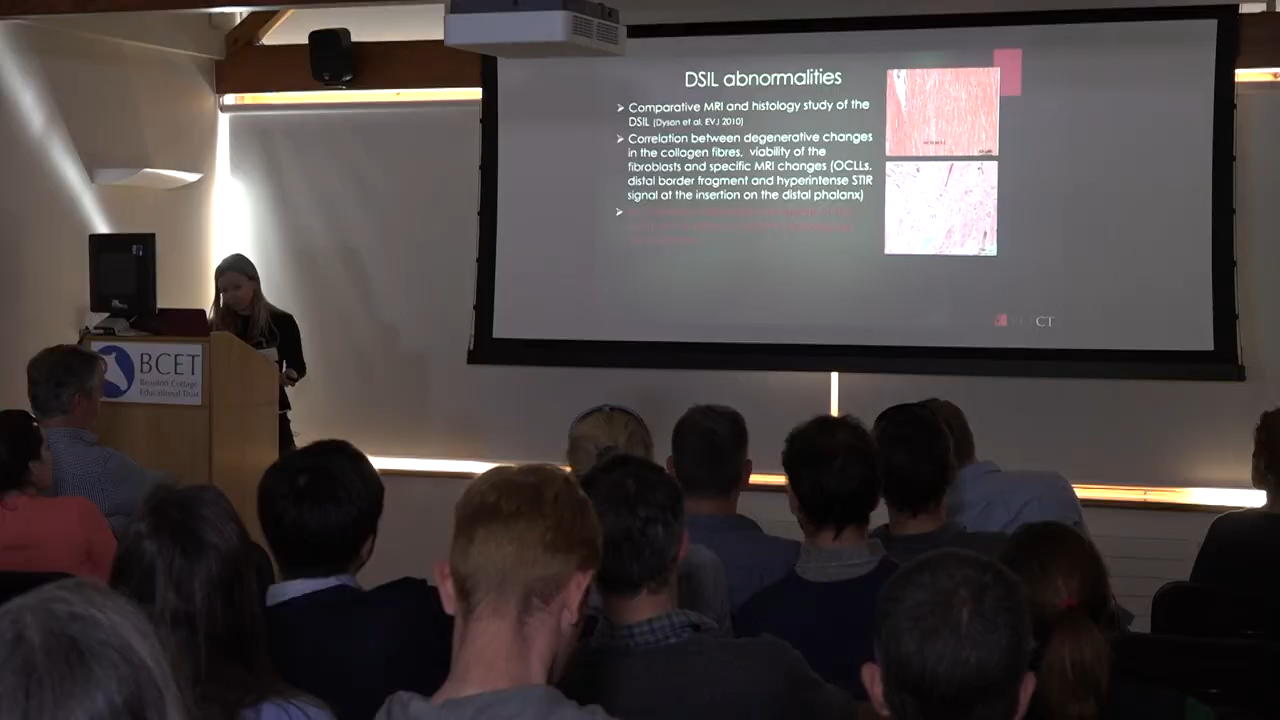 DSIL abnormalities
➢ Comparative MRI and histology study of the
DSIL (Dyson et al. EVJ 2010)
➢ Correlation between degenerative changes
in the collagen fibres, viability of the
fibroblasts and specific MRI changes (OCLLs,
distal border fragment and hyperintense STIR
signal at the insertion on the distal phalanx)
CT
BCET
Beaufort Cottage
Educational Trust